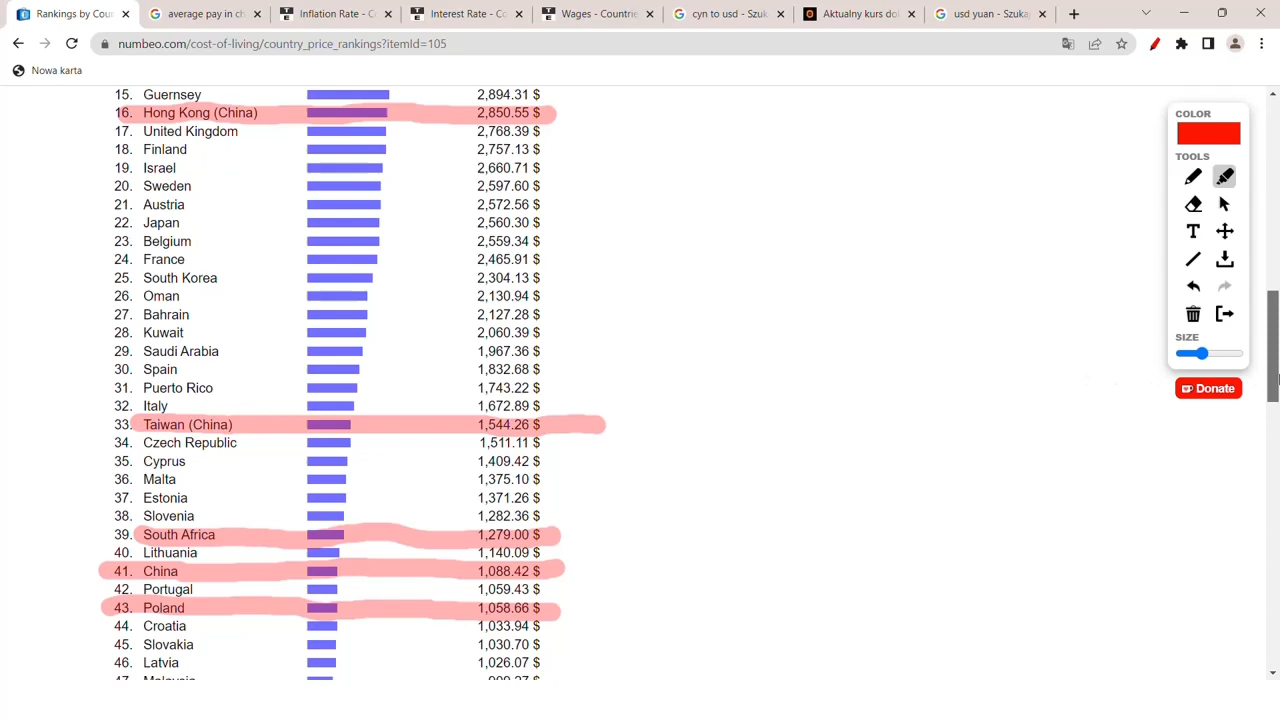 Rankings by Cour
average pay in ch
Inflation Rate - Co
Interest Rate - Co
Wages - Countrie
cyn to usd - Szuk
Aktualny kurs dol
usd yuan - Szuka
numbeo.com/cost-of-living/country_price_rankings?itemId=105
Nowa karta
15. Guernsey 2,894.31 $
16. Hong Kong (China) 2,850.55 $
17. United Kingdom 2,768.39 $
18. Finland 2,757.13 $
19. Israel 2,660.71 $
20. Sweden 2,597.60 $
21. Austria 2,572.56 $
22. Japan 2,560.30 $
23. Belgium 2,559.34 $
24. France 2,465.91 $
25. South Korea 2,304.13 $
26. Oman 2,130.94 $
27. Bahrain 2,127.28 $
28. Kuwait 2,060.39 $
29. Saudi Arabia 1,967.36 $
30. Spain 1,832.68 $
31. Puerto Rico 1,743.22 $
32. Italy 1,672.89 $
33. Taiwan (China) 1,544.26 $
34. Czech Republic 1,511.11 $
35. Cyprus 1,409.42 $
36. Malta 1,375.10 $
37. Estonia 1,371.26 $
38. Slovenia 1,282.36 $
39. South Africa 1,279.00 $
40. Lithuania 1,140.09 $
41. China 1,088.42 $
42. Portugal 1,059.43 $
43. Poland 1,058.66 $
44. Croatia 1,033.94 $
45. Slovakia 1,030.70 $
46. Latvia 1,026.07 $
COLOR
TOOLS
T
SIZE
Donate